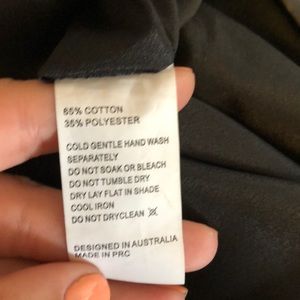 65% COTTON
35% POLYESTER
COLD GENTLE HAND WASH
SEPARATELY
DO NOT SOAK OR BLEACH
DO NOT TUMBLE DRY
DRY LAY FLAT IN SHADE
COOL IRON
DO NOT DRYCLEAN
DESIGNED IN AUSTRALIA
MADE IN PRC